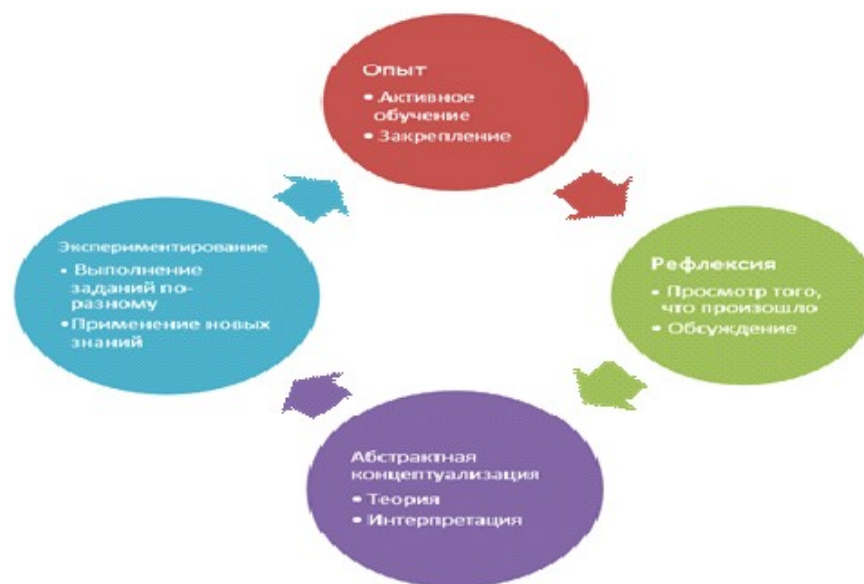 Опыт
• Активное
обучение
• Закрепление
Рефлексия
• Просмотр того,
что произошло
• Обсуждение
Абстрактная
концептуализация
• Теория
• Интерпретация
Экспериментирование
• Выполнение
заданий по-
разному
•Применение новых
знаний